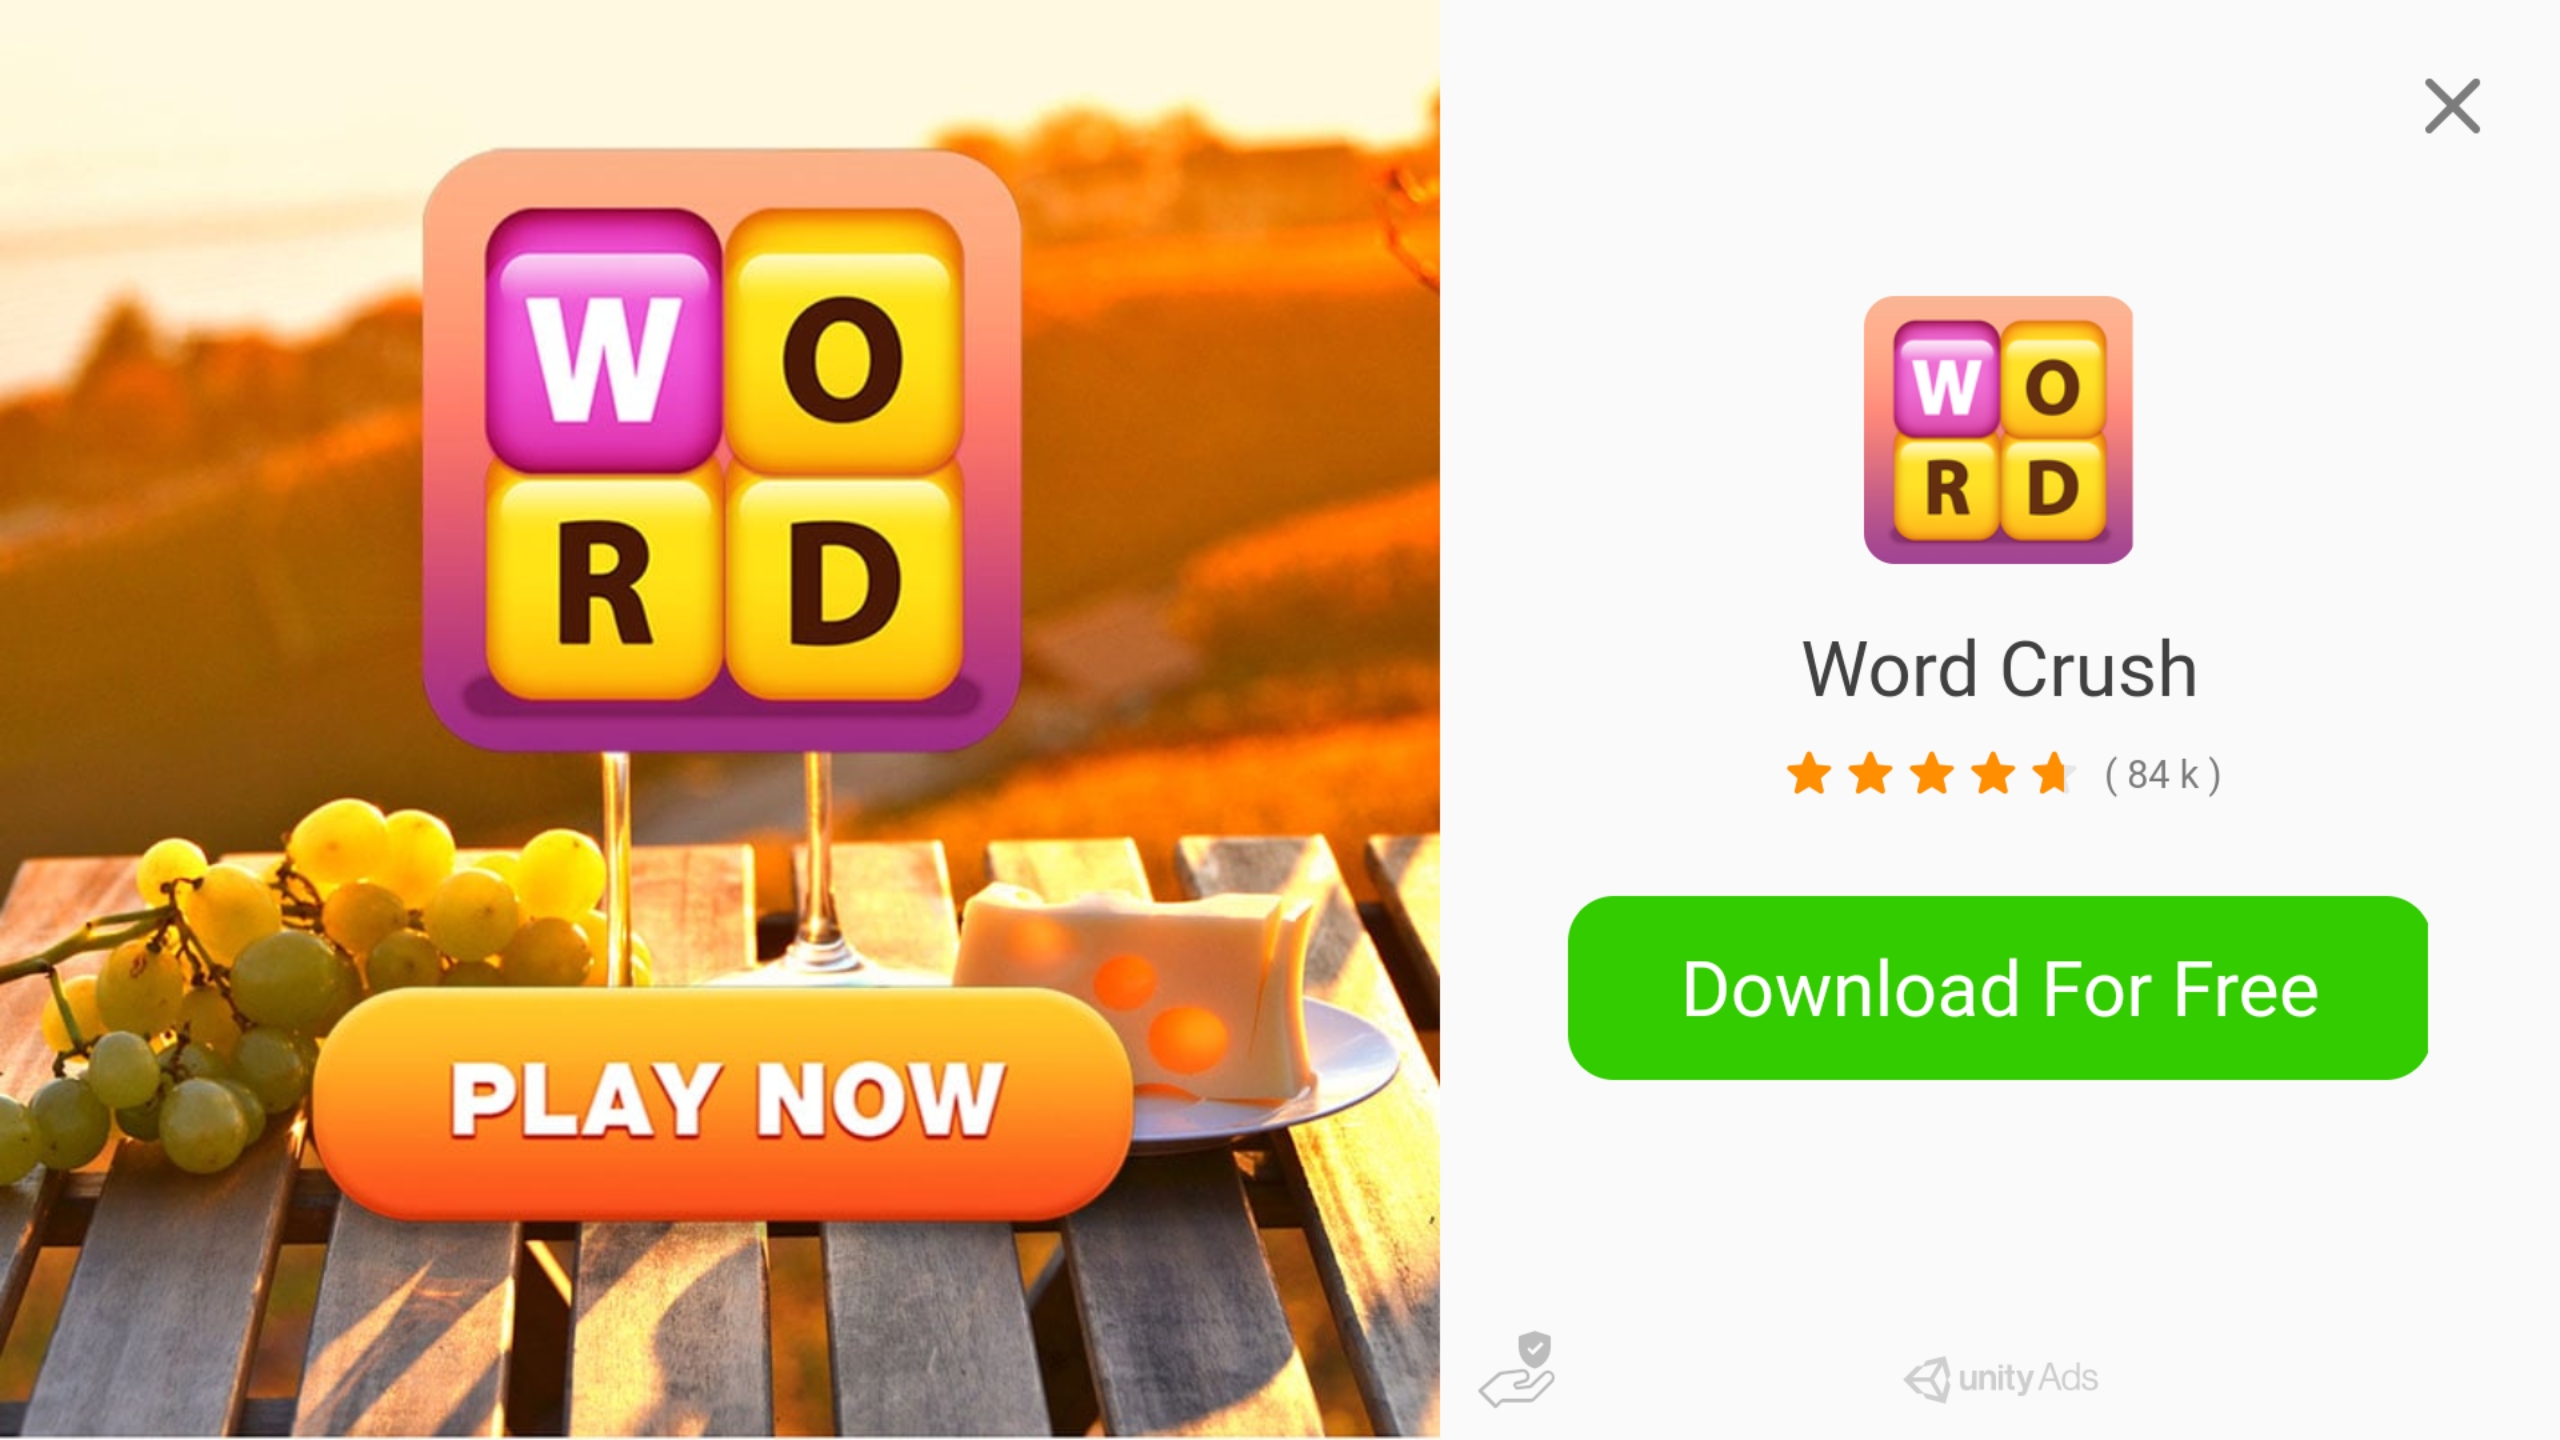 W O
R D
PLAY NOW
W O
R D
Word Crush
( 84 k )
Download For Free
unity Ads